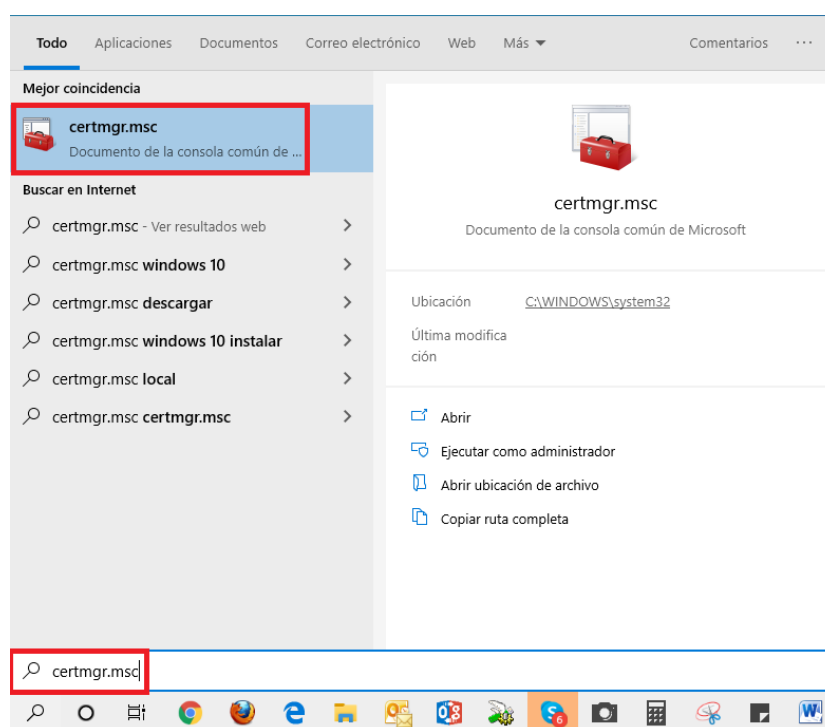 Todo Aplicaciones Documentos Correo electrónico Web Más Comentarios ...
Mejor coincidencia
certmgr.msc
Documento de la consola común de ...
Buscar en Internet
certmgr.msc - Ver resultados web
certmgr.msc windows 10
certmgr.msc descargar
certmgr.msc windows 10 instalar
certmgr.msc local
certmgr.msc certmgr.msc
certmgr.msc
Documento de la consola común de Microsoft
Ubicación C:\WINDOWS\system32
Última modifica
ción
Abrir
Ejecutar como administrador
Abrir ubicación de archivo
Copiar ruta completa
certmgr.msc